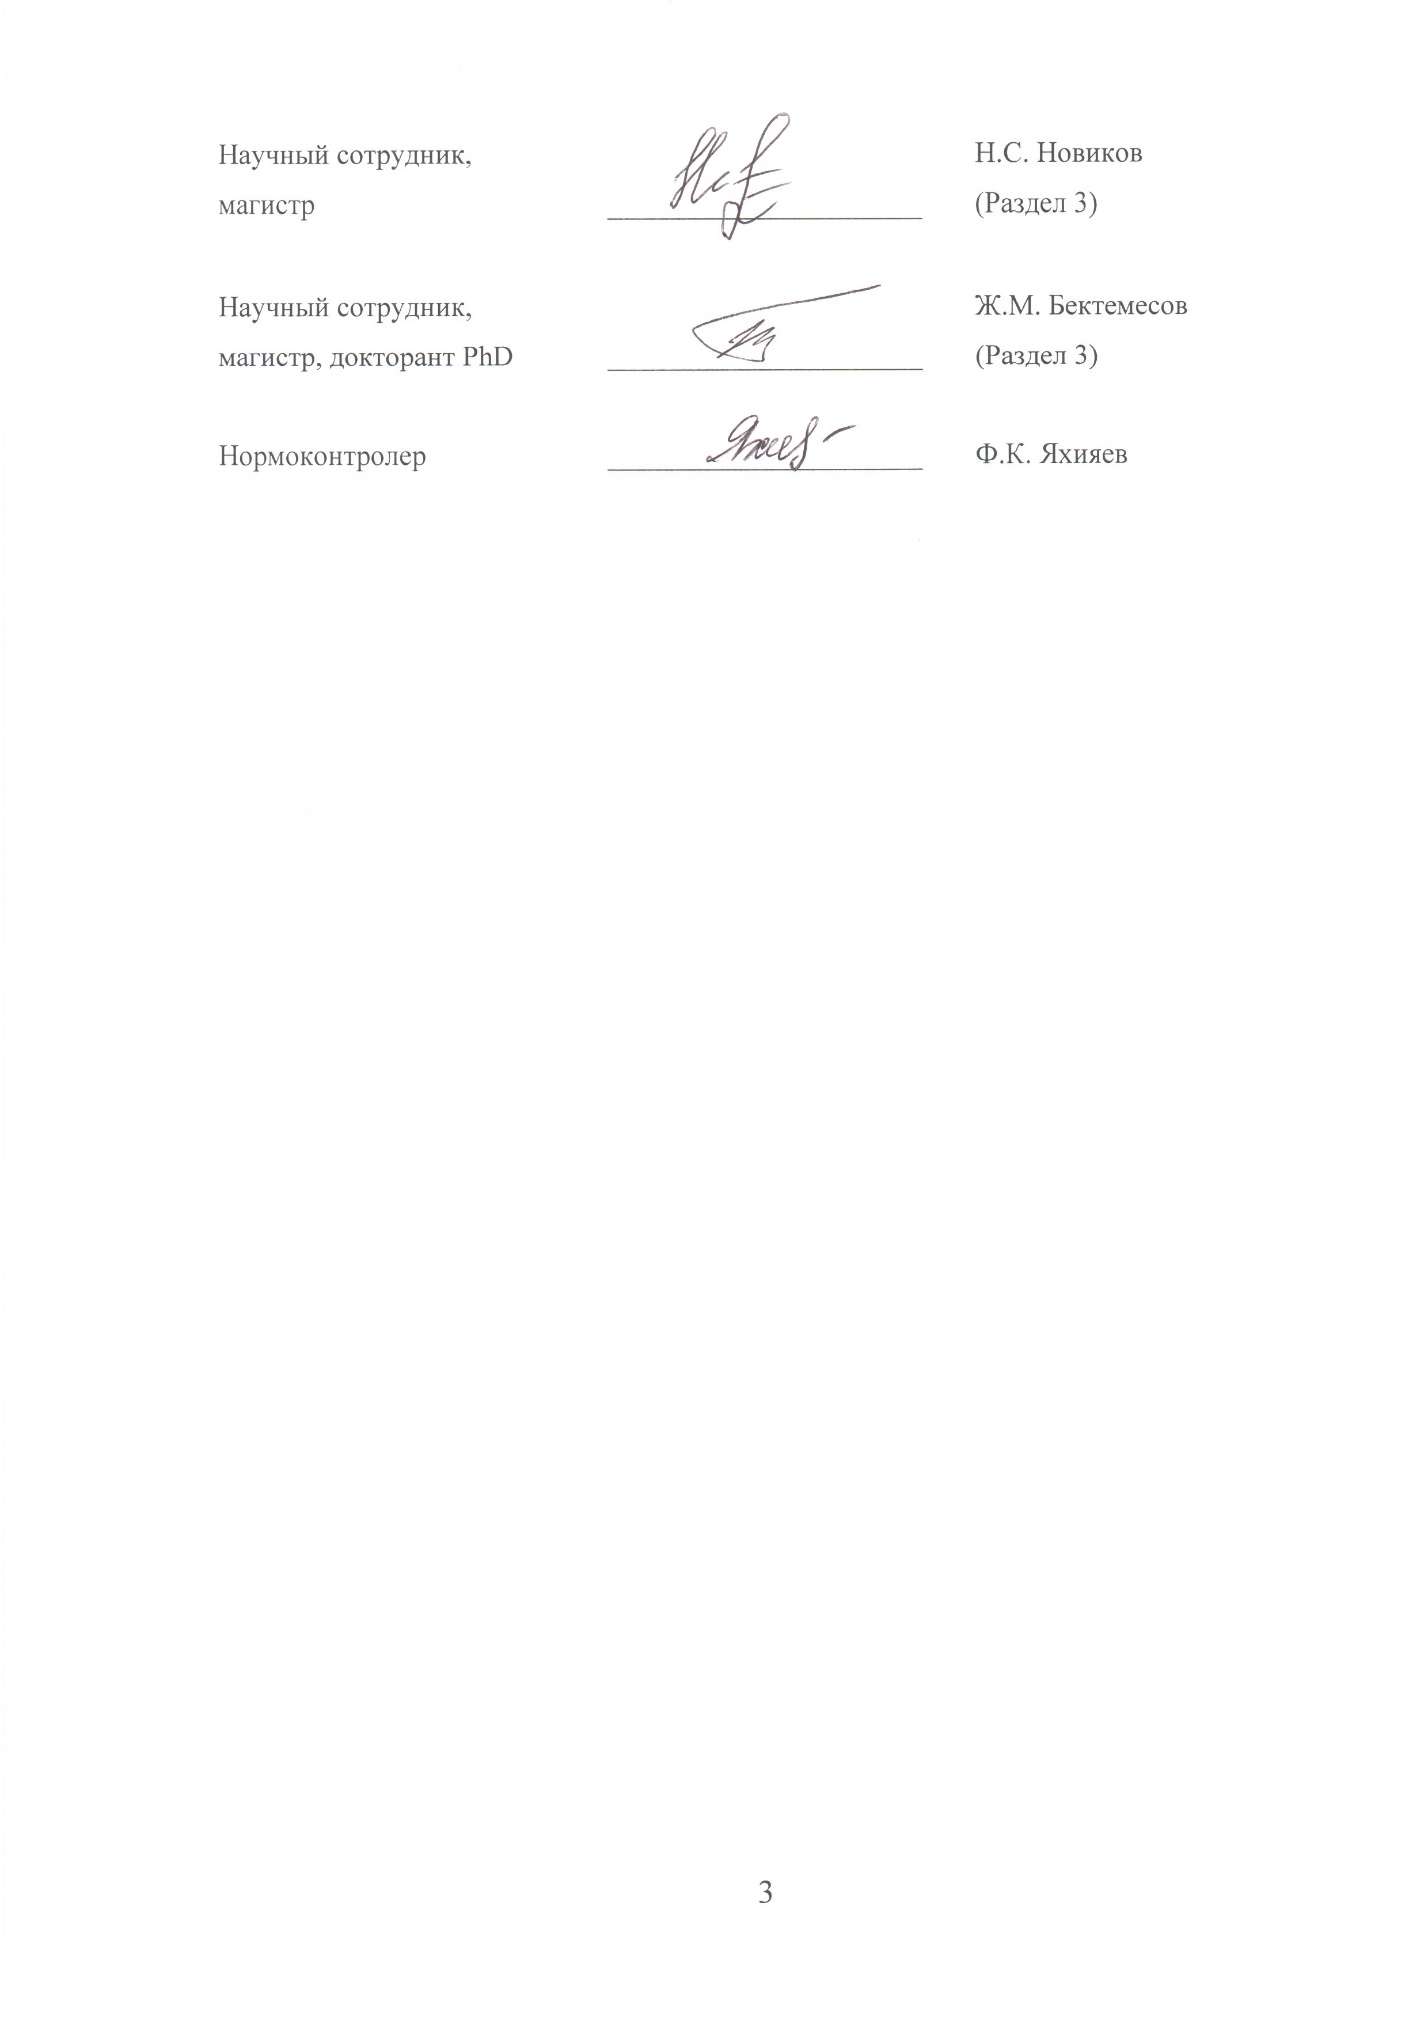 Научный сотрудник,
магистр
Н.С. Новиков
(Раздел 3)
Научный сотрудник,
магистр, докторант PhD
Ж.М. Бектемесов
(Раздел 3)
Нормоконтролер
Ф.К. Яхияев
3